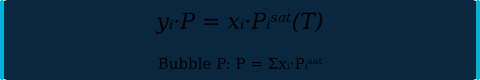 yᵢ·P = xᵢ·Pᵢˢᵃᵗ(T)
Bubble P: P = Σxᵢ·Pᵢˢᵃᵗ